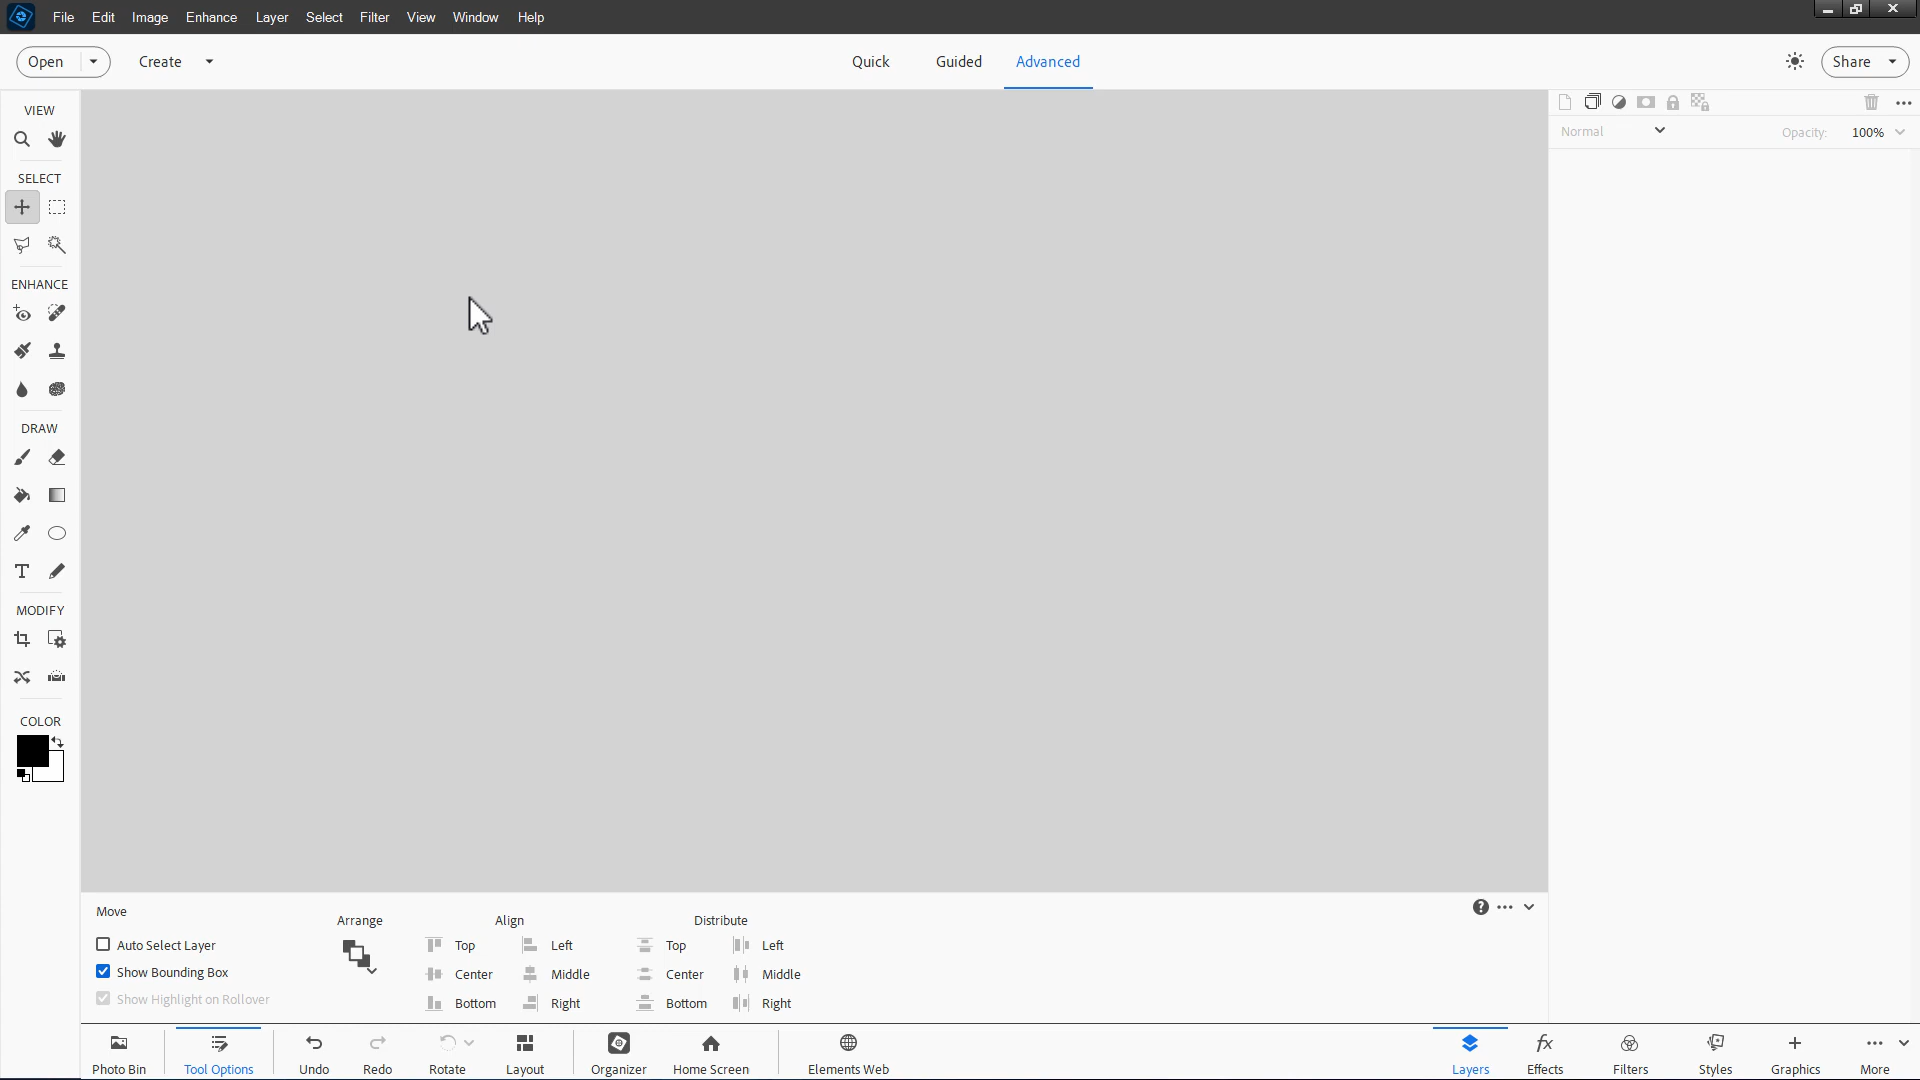 File Edit Image Enhance Layer Select Filter View Window Help
Open Create Quick Guided Advanced Share
VIEW
SELECT
ENHANCE
DRAW
MODIFY
COLOR
Normal Opacity: 100%
Move
Arrange Align Distribute
Auto Select Layer Top Left Top Left
Show Bounding Box Center Middle Center Middle
Show Highlight on Rollover Bottom Right Bottom Right
Photo Bin Tool Options Undo Redo Rotate Layout Organizer Home Screen Elements Web Layers Effects Filters Styles Graphics More